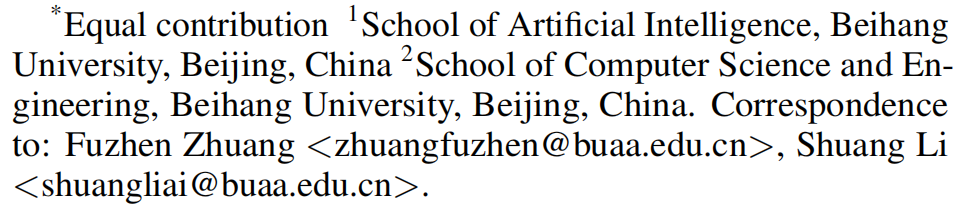 *Equal contribution ¹School of Artificial Intelligence, Beihang
University, Beijing, China ²School of Computer Science and En-
gineering, Beihang University, Beijing, China. Correspondence
to: Fuzhen Zhuang <zhuangfuzhen@buaa.edu.cn>, Shuang Li
<shuangliai@buaa.edu.cn>.